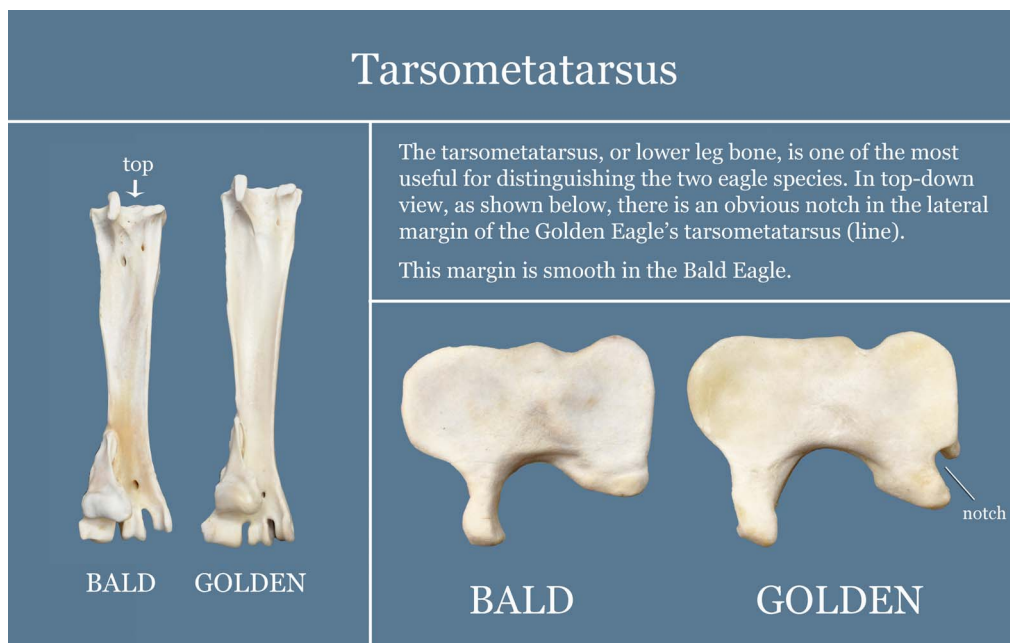 Tarsometatarsus
top
BALD
GOLDEN
The tarsometatarsus, or lower leg bone, is one of the most
useful for distinguishing the two eagle species. In top-down
view, as shown below, there is an obvious notch in the lateral
margin of the Golden Eagle’s tarsometatarsus (line).
This margin is smooth in the Bald Eagle.
notch
BALD
GOLDEN